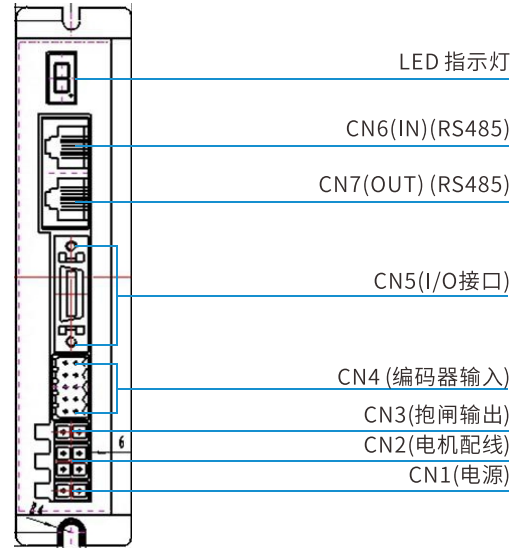 LED 指示灯
CN6(IN)(RS485)
CN7(OUT) (RS485)
CN5(I/O接口)
CN4 (编码器输入)
CN3(抱闸输出)
6
CN2(电机配线)
CN1(电源)